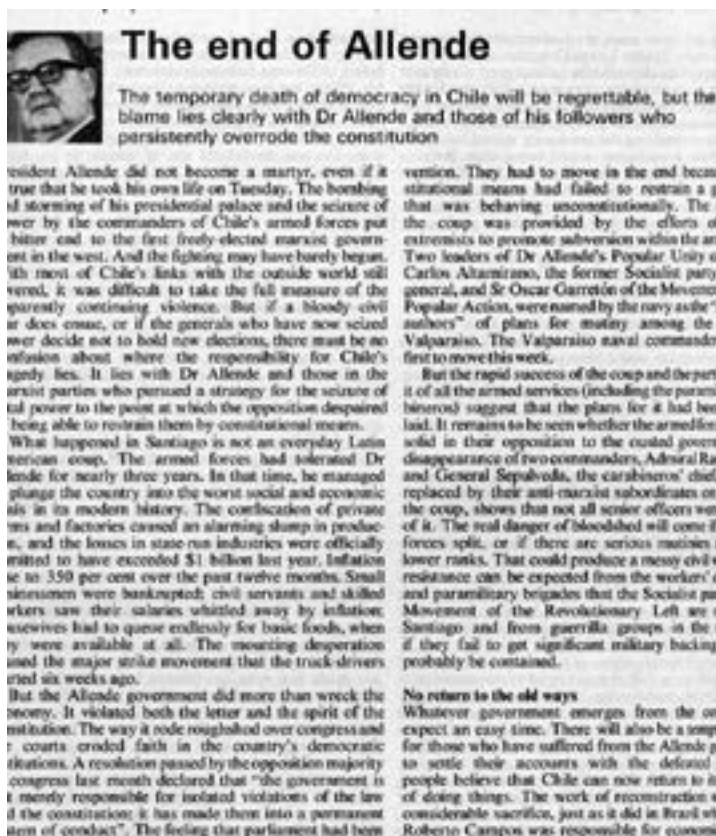 The end of Allende
The temporary death of democracy in Chile will be regrettable, but the
blame lies clearly with Dr Allende and those of his followers who
persistently overrode the constitution
resident Allende did not become a martyr, even if it
true that he took his own life on Tuesday. The bombing
d storming of his presidential palace and the seizure of
wer by the commanders of Chile's armed forces put
bitter end to the first freely-elected marxist govern-
ent in the west. And the fighting may have barely begun.
ith most of Chile's links with the outside world still
vered, it was difficult to take the full measure of the
parently continuing violence. But if a bloody civil
ar does ensue, or if the generals who have now seized
wer decide not to hold new elections, there must be no
nfusion about where the responsibility for Chile's
agedy lies. It lies with Dr Allende and those in the
arxist parties who pursued a strategy for the seizure of
tal power to the point at which the opposition despaired
being able to restrain them by constitutional means.
What happened in Santiago is not an everyday Latin
merican coup. The armed forces had tolerated Dr
llende for nearly three years. In that time, he managed
plunge the country into the worst social and economic
isis in its modern history. The confiscation of private
rms and factories caused an alarming slump in produc-
n, and the losses in state-run industries were officially
mitted to have exceeded $1 billion last year. Inflation
se to 350 per cent over the past twelve months. Small
sinessmen were bankrupted; civil servants and skilled
rkers saw their salaries whittled away by inflation;
usewives had to queue endlessly for basic foods, when
ey were available at all. The mounting desperation
used the major strike movement that the truck-drivers
arted six weeks ago.
But the Allende government did more than wreck the
onomy. It violated both the letter and the spirit of the
nstitution. The way it rode roughshod over congress and
e courts eroded faith in the country's democratic
stitutions. A resolution passed by the opposition majority
congress last month declared that "the government is
t merely responsible for isolated violations of the law
d the constitution; it has made them into a permanent
stem of conduct". The feeling that parliament had been
vention. They had to move in the end becau
stitutional means had failed to restrain a g
that was behaving unconstitutionally. The
the coup was provided by the efforts o
extremists to promote subversion within the ar
Two leaders of Dr Allende's Popular Unity c
Carlos Altamirano, the former Socialist party
general, and Sr Oscar Garretón of the Movemen
Popular Action, were named by the navy as the "
authors" of plans for mutiny among the
Valparaiso. The Valparaiso naval commander
first to move this week.
But the rapid success of the coup and the part
it of all the armed services (including the param
bineros) suggest that the plans for it had bee
laid. It remains to be seen whether the armed for
solid in their opposition to the ousted govern
disappearance of two commanders, Admiral Ra
and General Sepulveda, the carabineros' chief
replaced by their anti-marxist subordinates on
the coup, shows that not all senior officers wer
of it. The real danger of bloodshed will come if
forces split, or if there are serious mutinies
lower ranks. That could produce a messy civil w
resistance can be expected from the workers'
and paramilitary brigades that the Socialist par
Movement of the Revolutionary Left are
Santiago and from guerrilla groups in the
if they fail to get significant military backing
probably be contained.
No return to the old ways
Whatever government emerges from the
expect an easy time. There will also be a temp
for those who have suffered from the Allende
to settle their accounts with the defeated
people believe that Chile can now return to it
of doing things. The work of reconstruction
considerable sacrifice, just as it did in Brazil w
Roberto Campos was responsible for economi